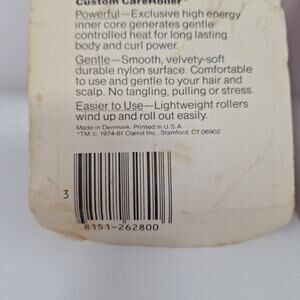 Custom CareRoller
Powerful—Exclusive high energy
inner core generates gentle
controlled heat for long lasting
body and curl power.
Gentle—Smooth, velvety-soft
durable nylon surface. Comfortable
to use and gentle to your hair and
scalp. No tangling, pulling or stress.
Easier to Use—Lightweight rollers
wind up and roll out easily.
Made in Denmark. Printed in U.S.A.
*TM © 1974-81 Clairol Inc., Stamford, CT 06902
3
8151-262800